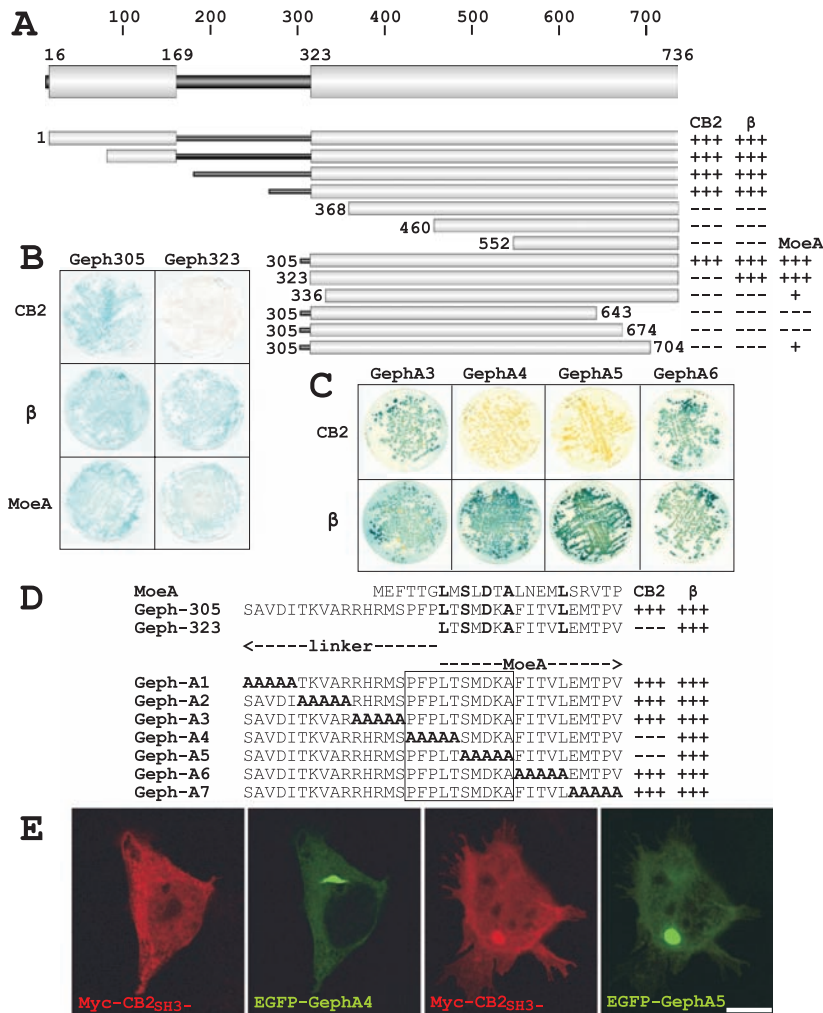 A
100 200 300 400 500 600 700
16 169 323 736
CB2 β
1 +++ +++
+++ +++
+++ +++
+++ +++
368 --- ---
460 --- ---
552 --- --- MoeA
305 +++ +++ +++
323 --- +++ +++
336 --- --- +
305 643 --- --- ---
305 674 --- --- ---
305 704 --- --- +
B
Geph305 Geph323
CB2
β
MoeA
C
GephA3 GephA4 GephA5 GephA6
CB2
β
D
MoeA MEFTTGLMSLDTALNEMLSRVTP CB2 β
Geph-305 SAVDITKVARRHRMSPFPLTSMDKAFITVLEMTPV +++ +++
Geph-323 LTSMDKAFITVLEMTPV --- +++
<-----linker------
-----MoeA------>
Geph-A1 AAAAATKVARRHRMSPFPLTSMDKAFITVLEMTPV +++ +++
Geph-A2 SAVDIAAAAARRHRMSPFPLTSMDKAFITVLEMTPV +++ +++
Geph-A3 SAVDITKVARAAAAAPFPLTSMDKAFITVLEMTPV +++ +++
Geph-A4 SAVDITKVARRHRMSAAAAASMDKAFITVLEMTPV --- +++
Geph-A5 SAVDITKVARRHRMSPFPLTAAAAAFITVLEMTPV --- +++
Geph-A6 SAVDITKVARRHRMSPFPLTSMDKAAAAAAEMTPV +++ +++
Geph-A7 SAVDITKVARRHRMSPFPLTSMDKAFITVLAAAAA +++ +++
E
Myc-CB2SH3- EGFP-GephA4 Myc-CB2SH3- EGFP-GephA5